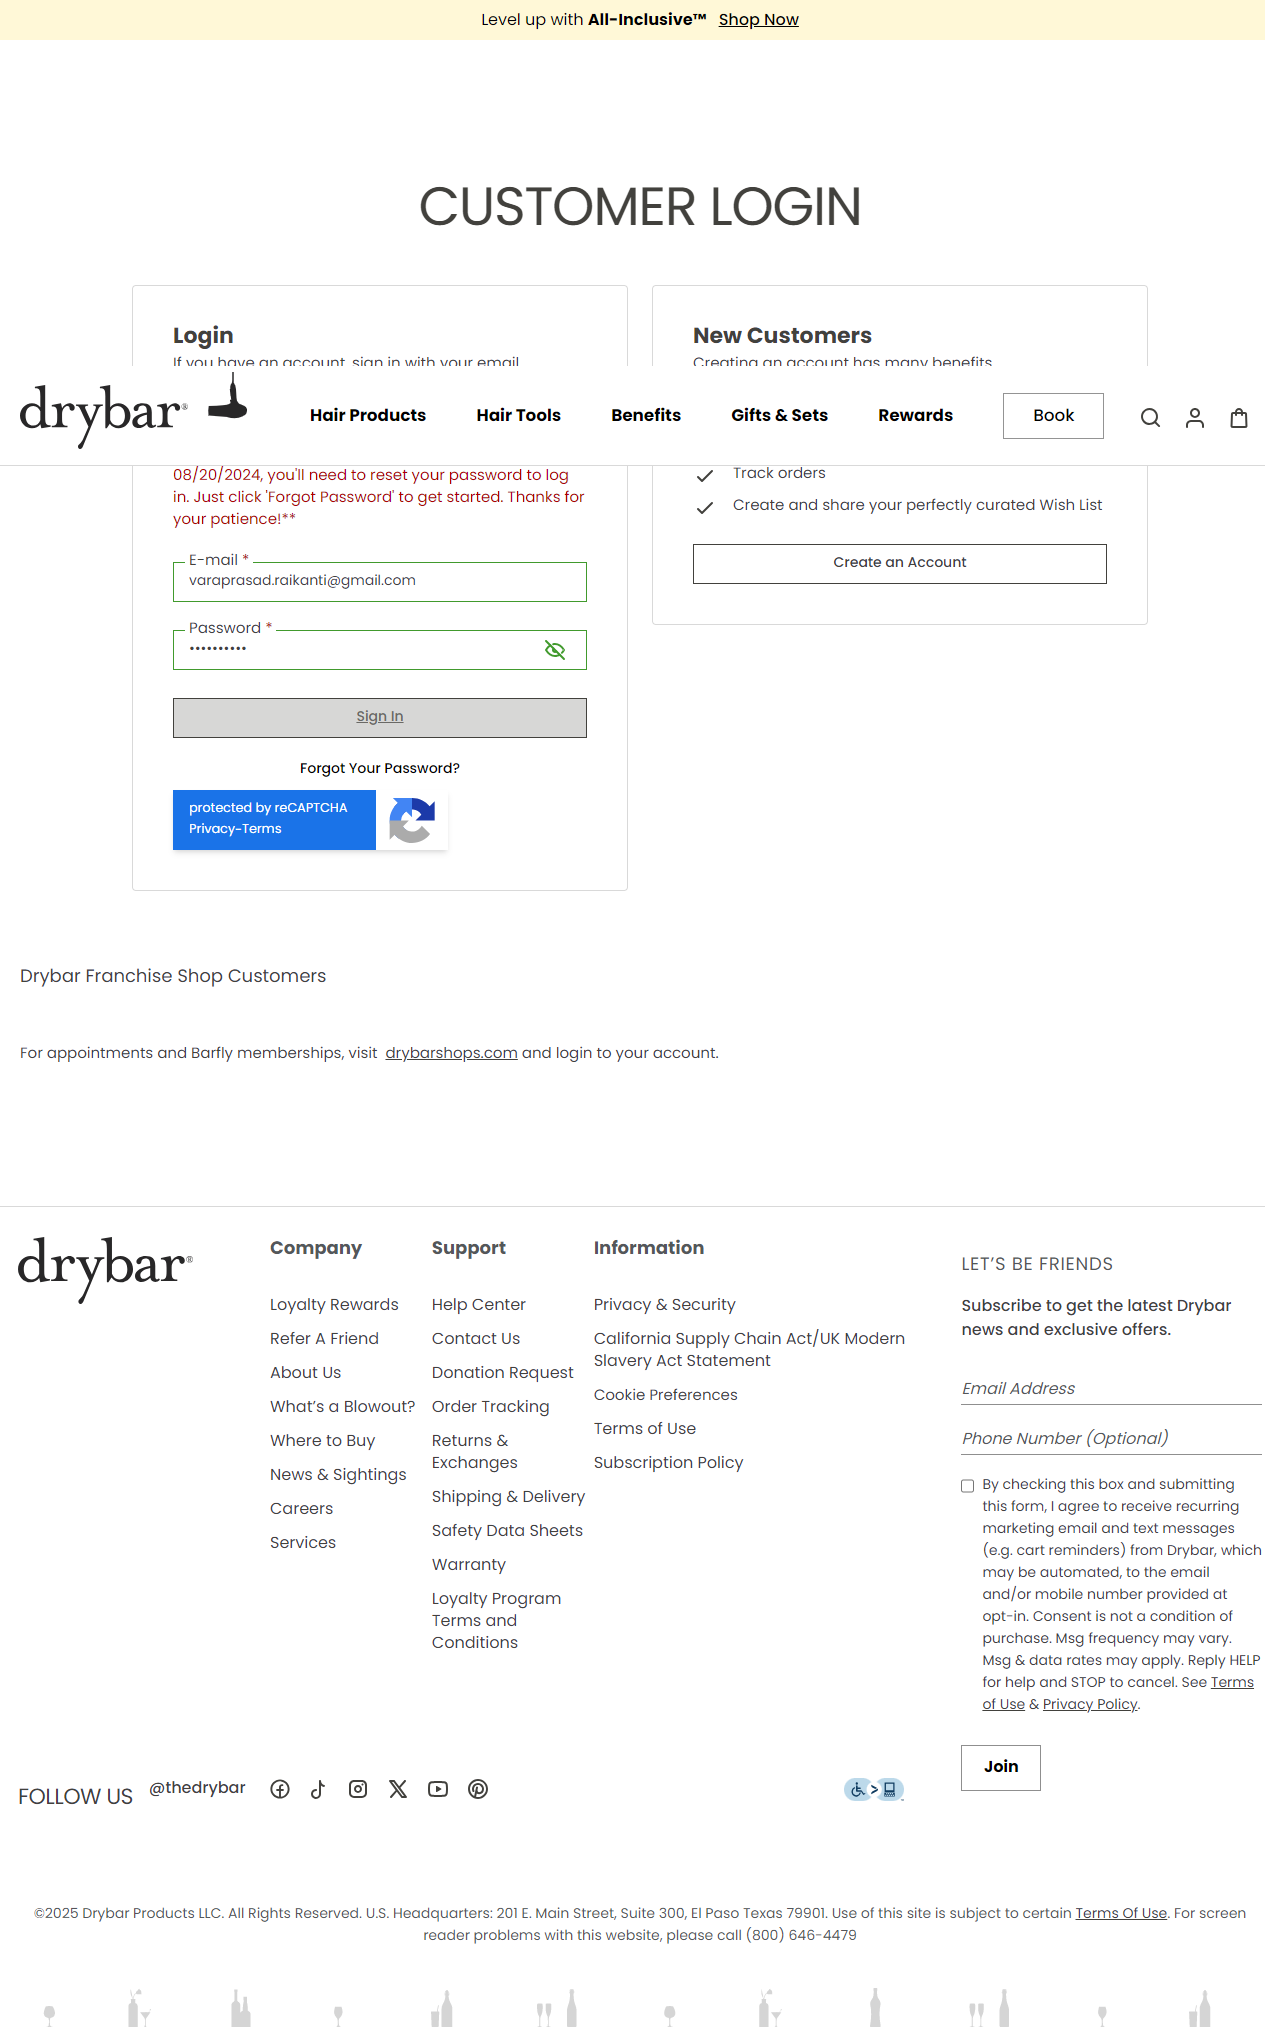 Level up with All-Inclusive™ Shop Now
CUSTOMER LOGIN
Login
If you have an account, sign in with your email
New Customers
Creating an account has many benefits
drybar®
Hair Products
Hair Tools
Benefits
Gifts & Sets
Rewards
Book
08/20/2024, you'll need to reset your password to log
in. Just click 'Forgot Password' to get started. Thanks for
your patience!**
E-mail *
varaprasad.raikanti@gmail.com
Password *
Sign In
Forgot Your Password?
protected by reCAPTCHA
Privacy-Terms
Track orders
Create and share your perfectly curated Wish List
Create an Account
Drybar Franchise Shop Customers
For appointments and Barfly memberships, visit drybarshops.com and login to your account.
drybar®
Company
Loyalty Rewards
Refer A Friend
About Us
What's a Blowout?
Where to Buy
News & Sightings
Careers
Services
Support
Help Center
Contact Us
Donation Request
Order Tracking
Returns &
Exchanges
Shipping & Delivery
Safety Data Sheets
Warranty
Loyalty Program
Terms and
Conditions
Information
Privacy & Security
California Supply Chain Act/UK Modern
Slavery Act Statement
Cookie Preferences
Terms of Use
Subscription Policy
LET'S BE FRIENDS
Subscribe to get the latest Drybar
news and exclusive offers.
Email Address
Phone Number (Optional)
By checking this box and submitting
this form, I agree to receive recurring
marketing email and text messages
(e.g. cart reminders) from Drybar, which
may be automated, to the email
and/or mobile number provided at
opt-in. Consent is not a condition of
purchase. Msg frequency may vary.
Msg & data rates may apply. Reply HELP
for help and STOP to cancel. See Terms
of Use & Privacy Policy.
Join
FOLLOW US
@thedrybar
©2025 Drybar Products LLC. All Rights Reserved. U.S. Headquarters: 201 E. Main Street, Suite 300, El Paso Texas 79901. Use of this site is subject to certain Terms Of Use. For screen
reader problems with this website, please call (800) 646-4479